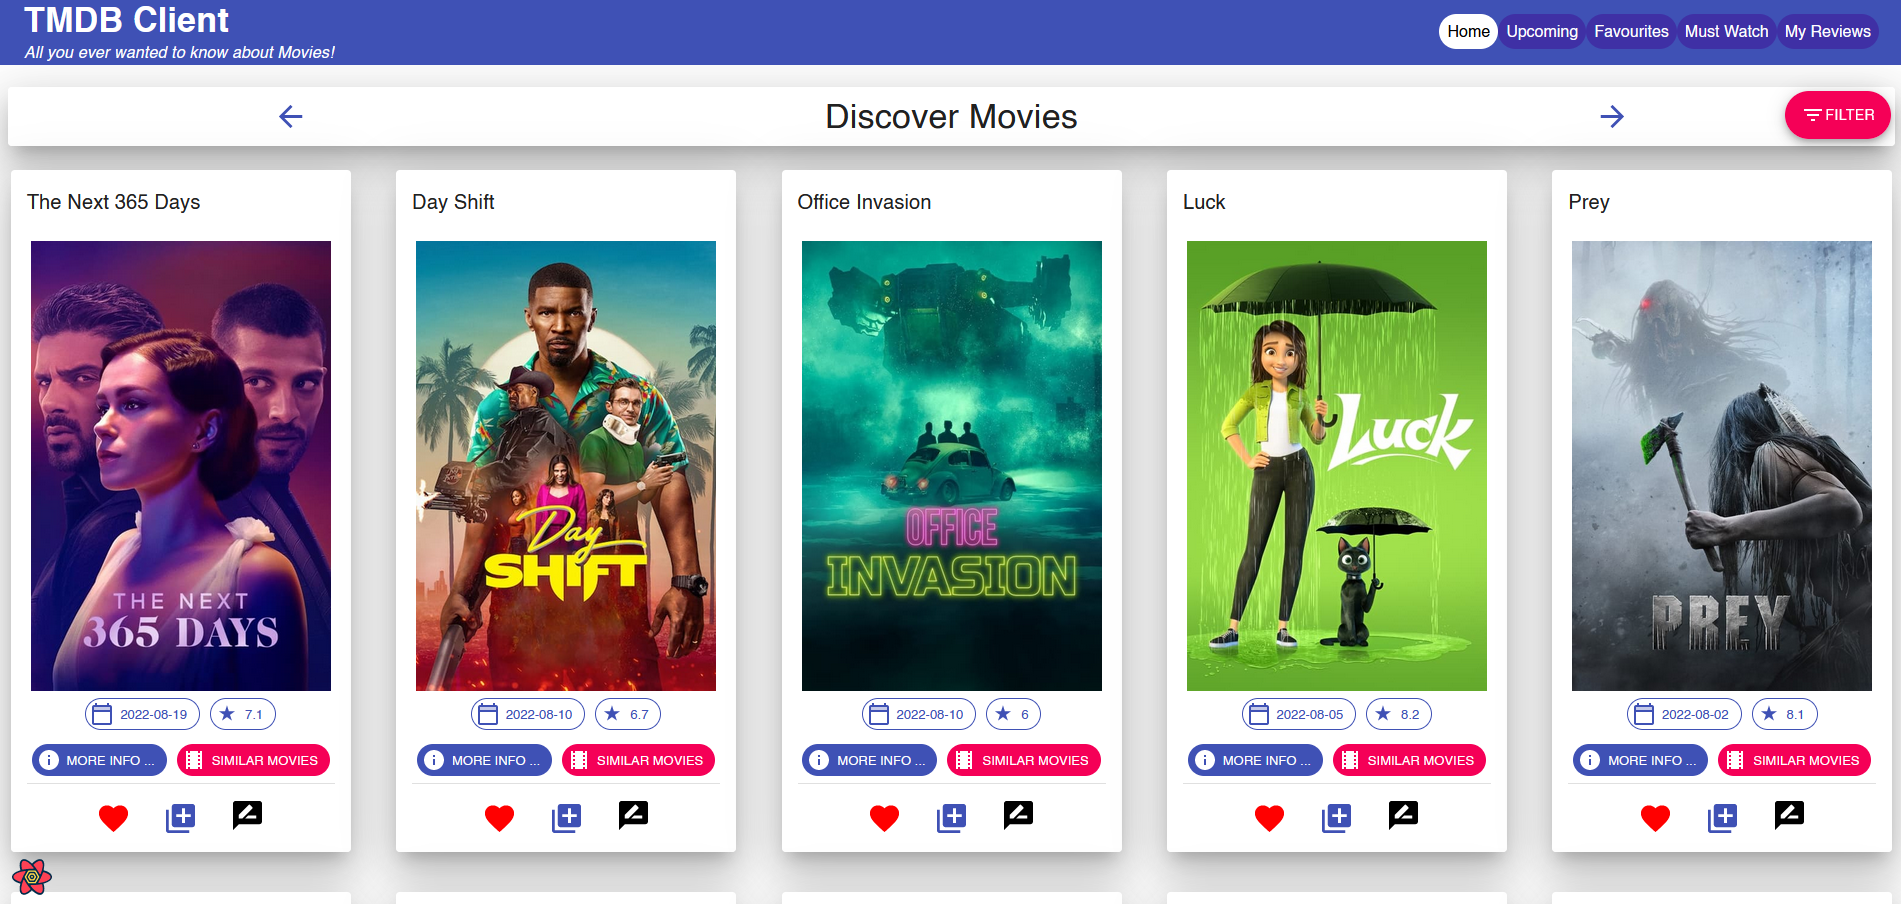 TMDB Client
All you ever wanted to know about Movies!
Home Upcoming Favourites Must Watch My Reviews
Discover Movies
FILTER
The Next 365 Days
THE NEXT
365 DAYS
2022-08-19 7.1
MORE INFO ... SIMILAR MOVIES
Day Shift
Day
SHIFT
2022-08-10 6.7
MORE INFO ... SIMILAR MOVIES
Office Invasion
OFFICE
INVASION
2022-08-10 6
MORE INFO ... SIMILAR MOVIES
Luck
Luck
2022-08-05 8.2
MORE INFO ... SIMILAR MOVIES
Prey
PREY
2022-08-02 8.1
MORE INFO ... SIMILAR MOVIES